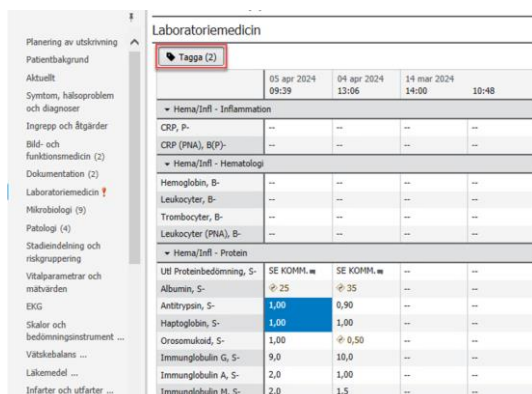 Laboratoriemedicin
Planering av utskrivning
Patientbakgrund
Aktuellt
Symtom, hälsoproblem
och diagnoser
Ingrepp och åtgärder
Bild- och
funktionsmedicin (2)
Dokumentation (2)
Laboratoriemedicin
Mikrobiologi (9)
Patologi (4)
Stadieindelning och
riskgruppering
Vitalparametrar och
mätvärden
EKG
Skalor och
bedömningsinstrument ...
Vätskebalans ...
Läkemedel ...
Infarter och utfarter ...
Tagga (2)
05 apr 2024 04 apr 2024 14 mar 2024
09:39 13:06 14:00 10:48
Hema/Infl - Inflammation
CRP, P- -- -- -- --
CRP (PNA), B(P)- -- -- -- --
Hema/Infl - Hematologi
Hemoglobin, B- -- -- -- --
Leukocyter, B- -- -- -- --
Trombocyter, B- -- -- -- --
Leukocyter (PNA), B- -- -- -- --
Hema/Infl - Protein
Utl Proteinbedömning, S- SE KOMM. SE KOMM. -- --
Albumin, S- 25 35 -- --
Antitrypsin, S- 1,00 0,90 -- --
Haptoglobin, S- 1,00 1,00 -- --
Orosomukoid, S- 1,00 0,50 -- --
Immunglobulin G, S- 9,0 10,0 -- --
Immunglobulin A, S- 2,0 1,00 -- --
Immunglobulin M, S- 2,0 1,5 -- --